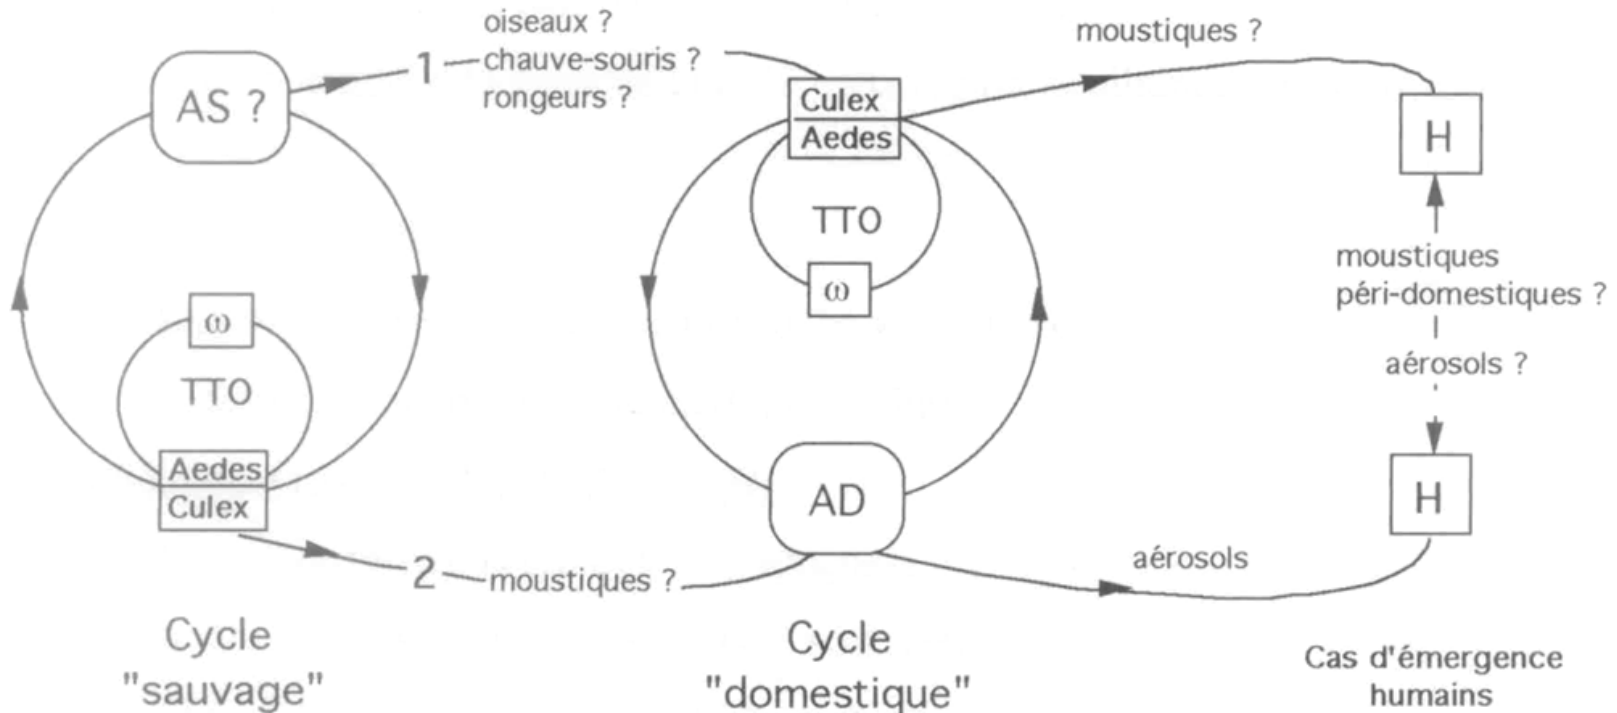 AS ?
1
oiseaux ?
chauve-souris ?
rongeurs ?
ω
TTO
Aedes
Culex
2
moustiques ?
Cycle
"sauvage"
Culex
Aedes
TTO
ω
AD
Cycle
"domestique"
moustiques ?
H
moustiques
péri-domestiques ?
aérosols ?
H
aérosols
Cas d'émergence
humains